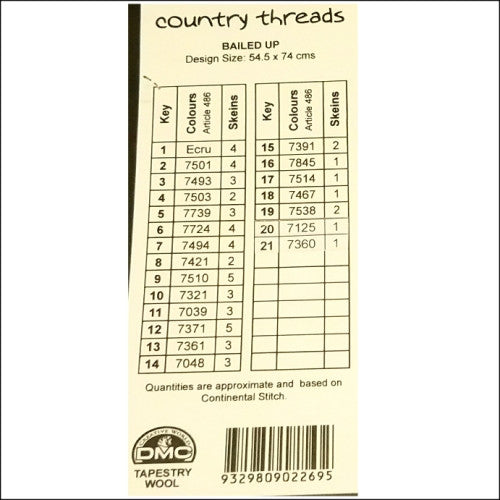 country threads
BAILED UP
Design Size: 54.5 x 74 cms
Key Colours Article 486 Skeins
1 Ecru 4
2 7501 4
3 7493 3
4 7503 2
5 7739 3
6 7724 4
7 7494 4
8 7421 2
9 7510 5
10 7321 3
11 7039 3
12 7371 5
13 7361 3
14 7048 3
Key Colours Article 486 Skeins
15 7391 2
16 7845 1
17 7514 1
18 7467 1
19 7538 2
20 7125 1
21 7360 1
Quantities are approximate and based on
Continental Stitch.
CREATIVE WORLD
DMC
TAPESTRY
WOOL
9329809022695